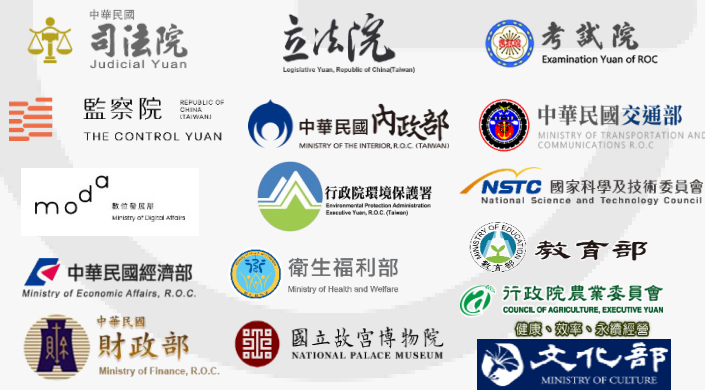 中華民國
司法院
Judicial Yuan
立法院
Legislative Yuan, Republic of China(Taiwan)
考試院
Examination Yuan of ROC
監察院
REPUBLIC OF
CHINA
(TAIWAN)
THE CONTROL YUAN
中華民國內政部
MINISTRY OF THE INTERIOR, R.O.C. (TAIWAN)
中華民國交通部
MINISTRY OF TRANSPORTATION AND
COMMUNICATIONS R.O.C
moda
數位發展部
Ministry of Digital Affairs
行政院環境保護署
Environmental Protection Administration
Executive Yuan, R.O.C. (Taiwan)
NSTC 國家科學及技術委員會
National Science and Technology Council
中華民國經濟部
Ministry of Economic Affairs, R.O.C.
衛生福利部
Ministry of Health and Welfare
MINISTRY OF EDUCATION
教育部
教育部
行政院農業委員會
COUNCIL OF AGRICULTURE, EXECUTIVE YUAN
健康、效率、永續經營
中華民國
財政部
Ministry of Finance, R.O.C.
國立故宮博物院
NATIONAL PALACE MUSEUM
文化部
MINISTRY OF CULTURE